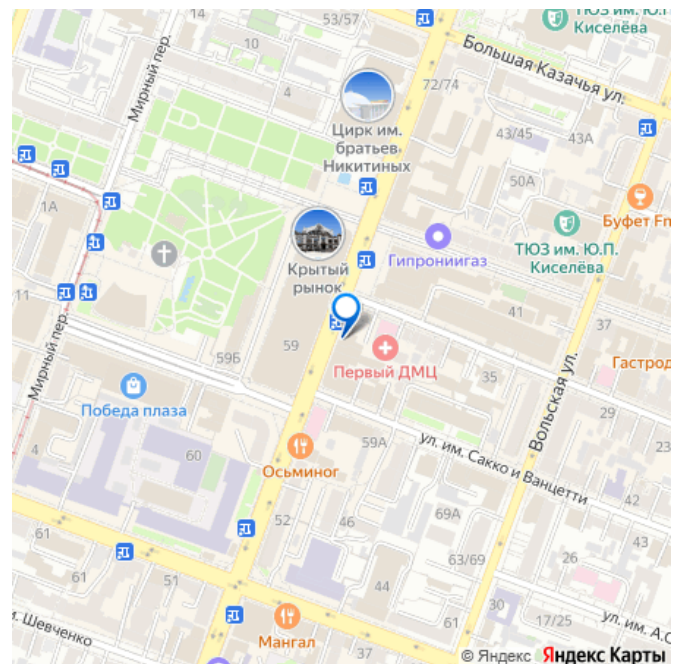 ТЮЗ им. Ю.П.
Киселёва
14
53/57
10
Большая Казачья ул.
Мирный пер.
4
72/74
Цирк им.
братьев
Никитиных
43/45
43А
50А
1А
Буфет
ТЮЗ им. Ю.П.
Киселёва
Гипрониигаз
Крытый
рынок
11
41
37
Мирный пер.
59Б
59
Первый ДМЦ
35
Гастрод
Вольская ул.
Победа плаза
29
23
4
60
59А
ул. им. Сакко и Ванцетти
Осьминог
42
61
52
46
69А
43
63/69
26
61
51
44
30
17/25
ул. им. А.С
и. Шевченко
Мангал
37
© Яндекс Яндекс Карты